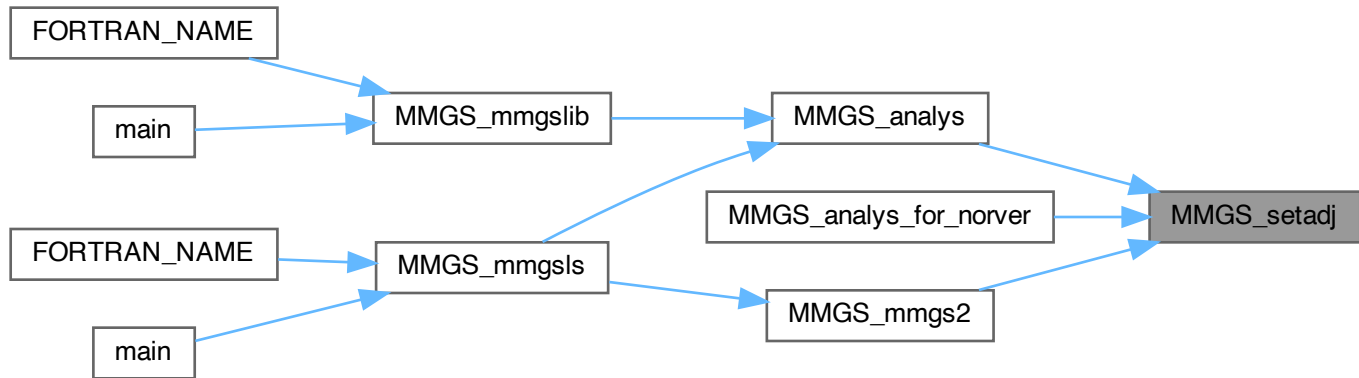 FORTRAN_NAME
main
MMGS_mmgslib
MMGS_analys
MMGS_analys_for_norver
MMGS_setadj
FORTRAN_NAME
MMGS_mmgsls
MMGS_mmgs2
main